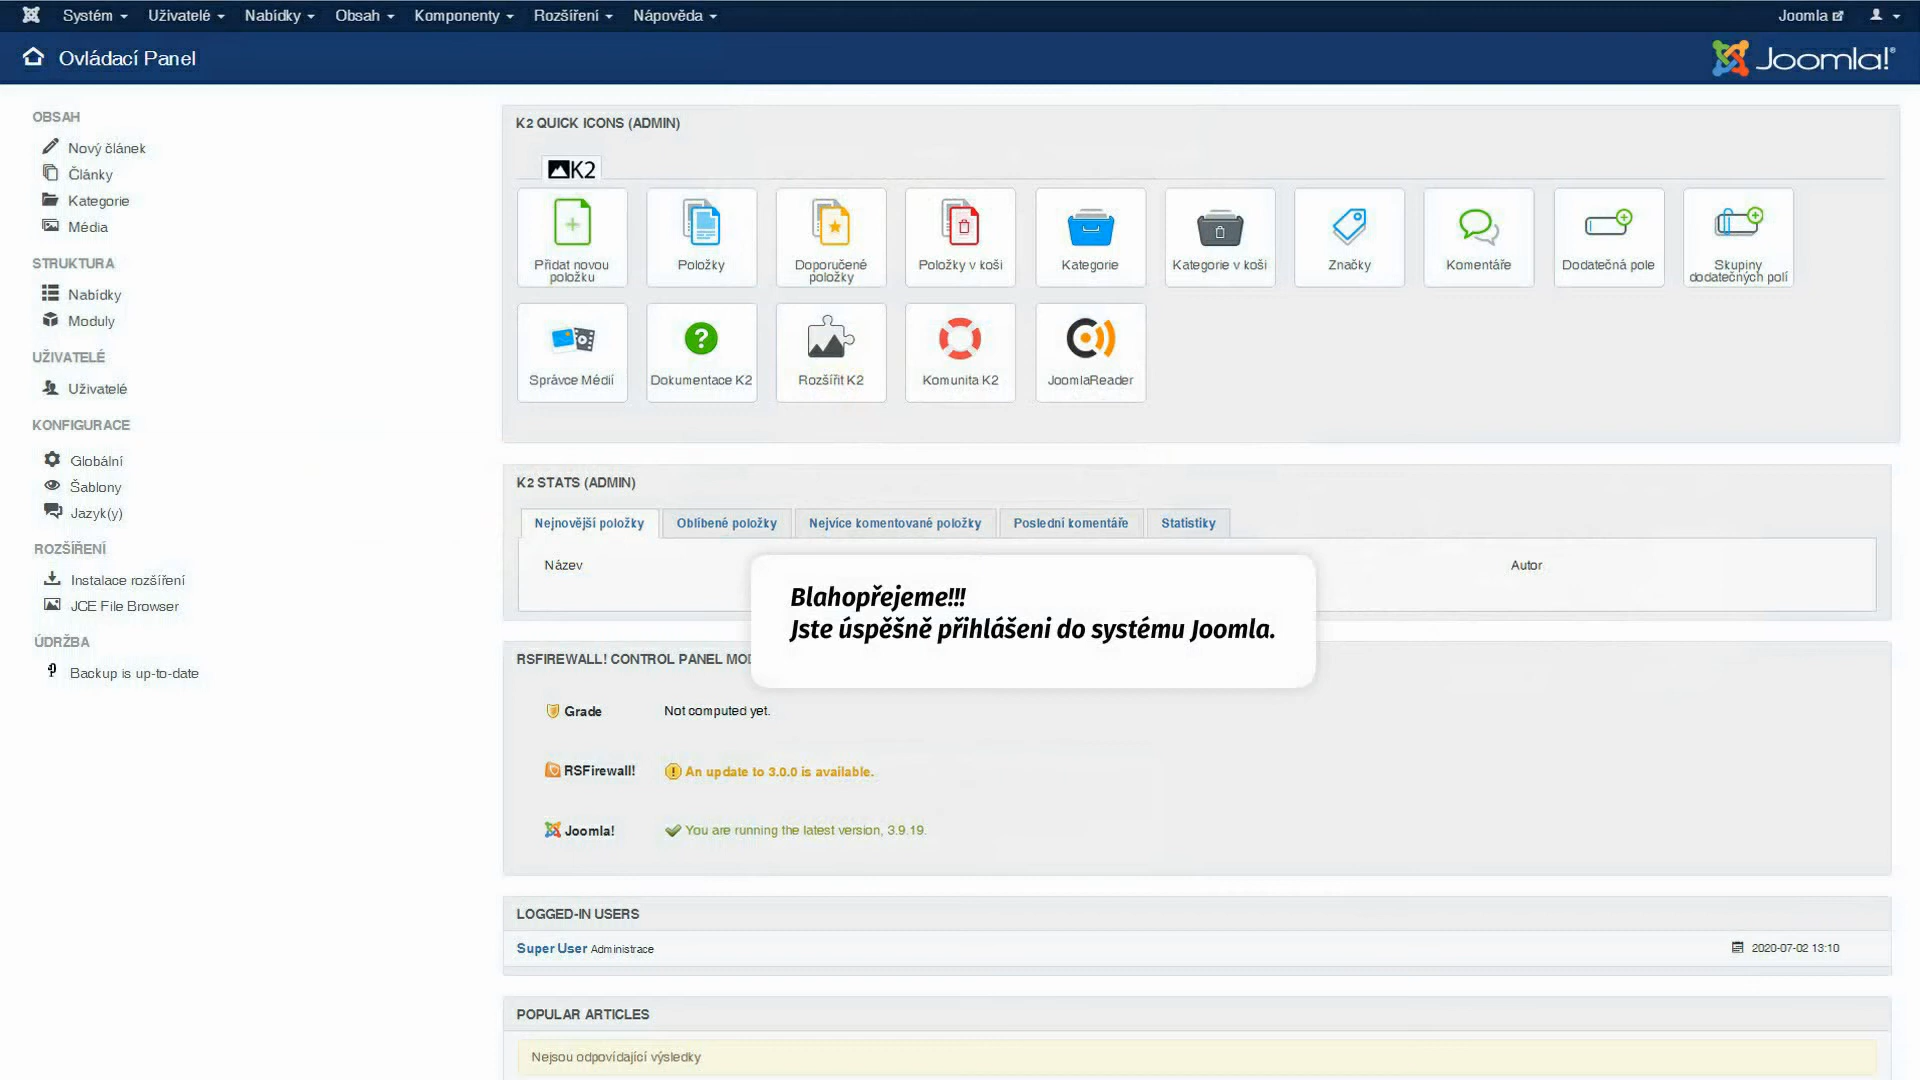 Systém Uživatelé Nabídky Obsah Komponenty Rozšíření Nápověda Joomla
Ovládací Panel Joomla!®
OBSAH
Nový článek
Články
Kategorie
Média
STRUKTURA
Nabídky
Moduly
UŽIVATELÉ
Uživatelé
KONFIGURACE
Globální
Šablony
Jazyk(y)
ROZŠÍŘENÍ
Instalace rozšíření
JCE File Browser
ÚDRŽBA
Backup is up-to-date
K2 QUICK ICONS (ADMIN)
K2
Přidat novou
položku
Položky
Doporučené
položky
Položky v koši
Kategorie
Kategorie v koši
Značky
Komentáře
Dodatečná pole
Skupiny
dodatečných polí
Správce Médií
Dokumentace K2
Rozšířit K2
Komunita K2
JoomlaReader
K2 STATS (ADMIN)
Nejnovější položky Oblíbené položky Nejvíce komentované položky Poslední komentáře Statistiky
Název Autor
Blahopřejeme!!!
Jste úspěšně přihlášeni do systému Joomla.
RSFIREWALL! CONTROL PANEL MO
Grade Not computed yet.
RSFirewall! An update to 3.0.0 is available.
Joomla! You are running the latest version, 3.9.19.
LOGGED-IN USERS
Super User Administrace 2020-07-02 13:10
POPULAR ARTICLES
Nejsou odpovídající výsledky